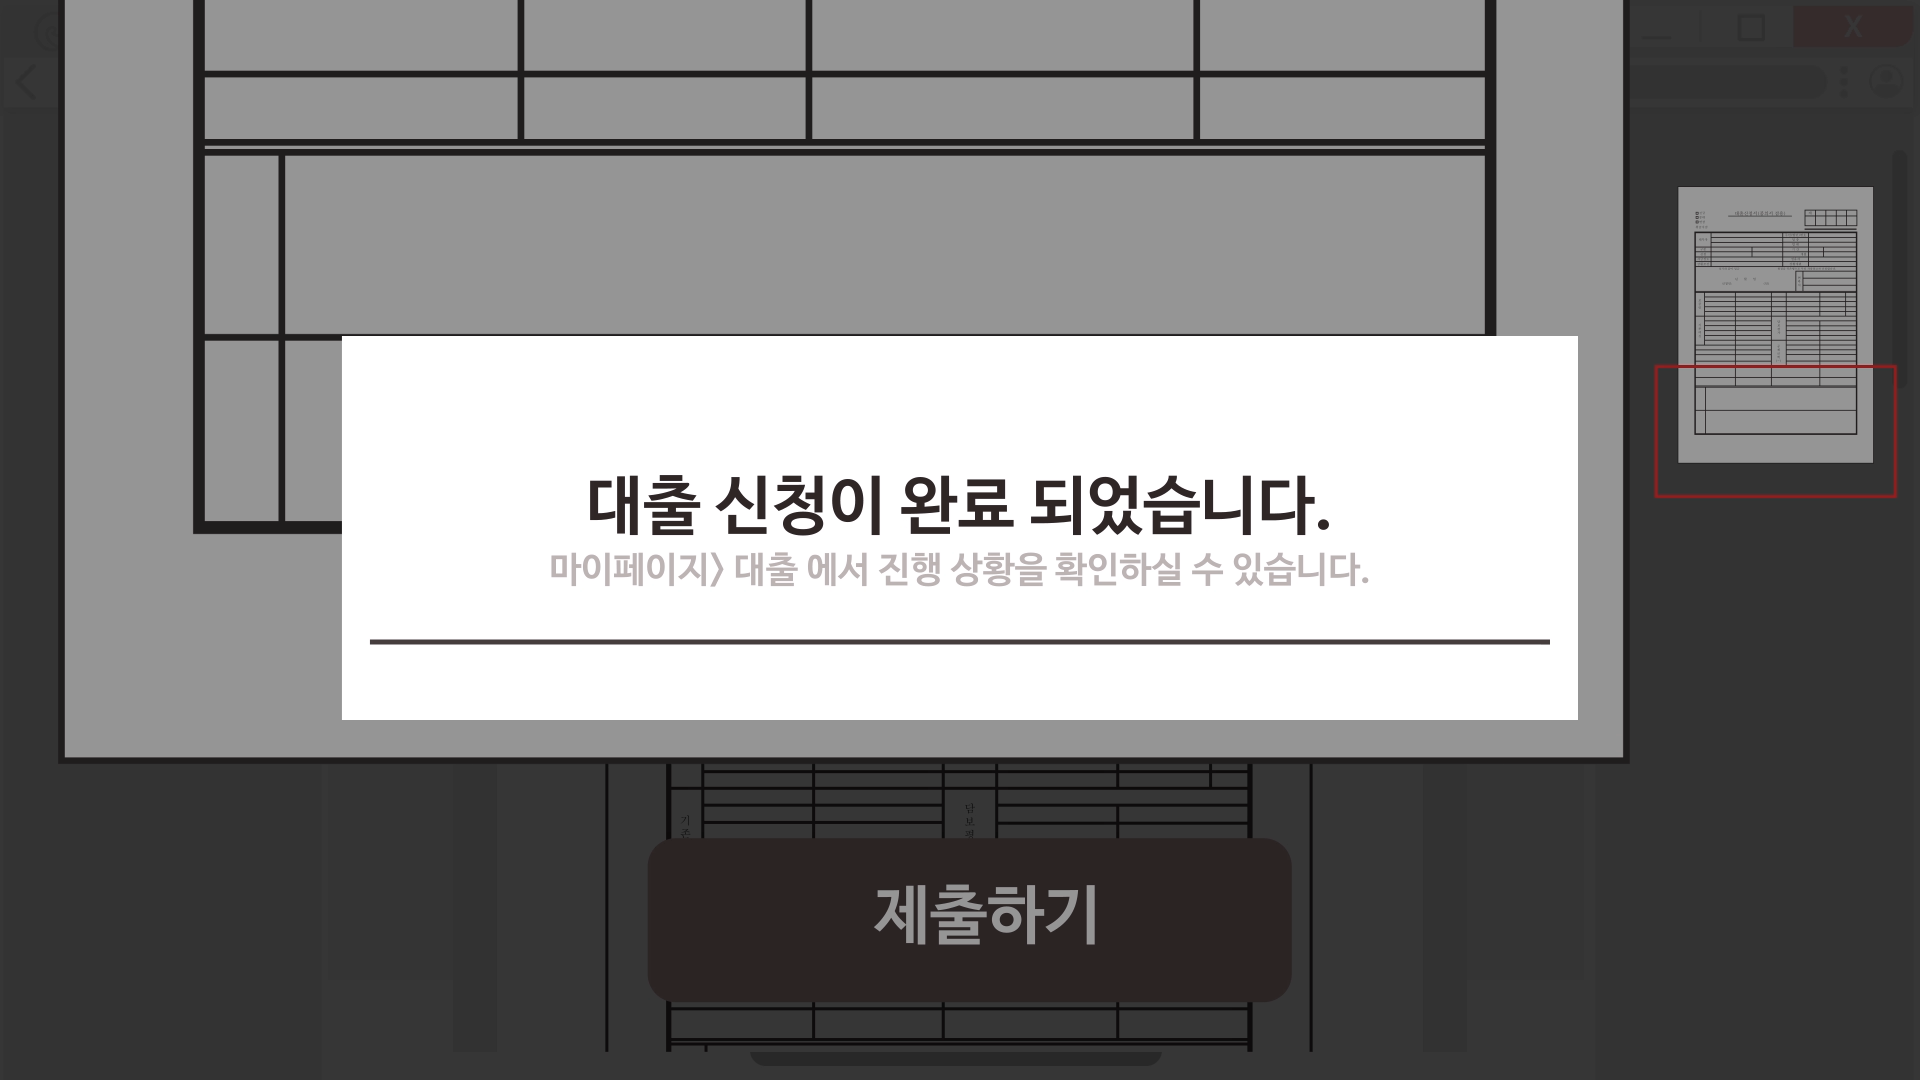 X
대출 신청이 완료 되었습니다.
마이페이지> 대출 에서 진행 상황을 확인하실 수 있습니다.
기
담
보
제출하기